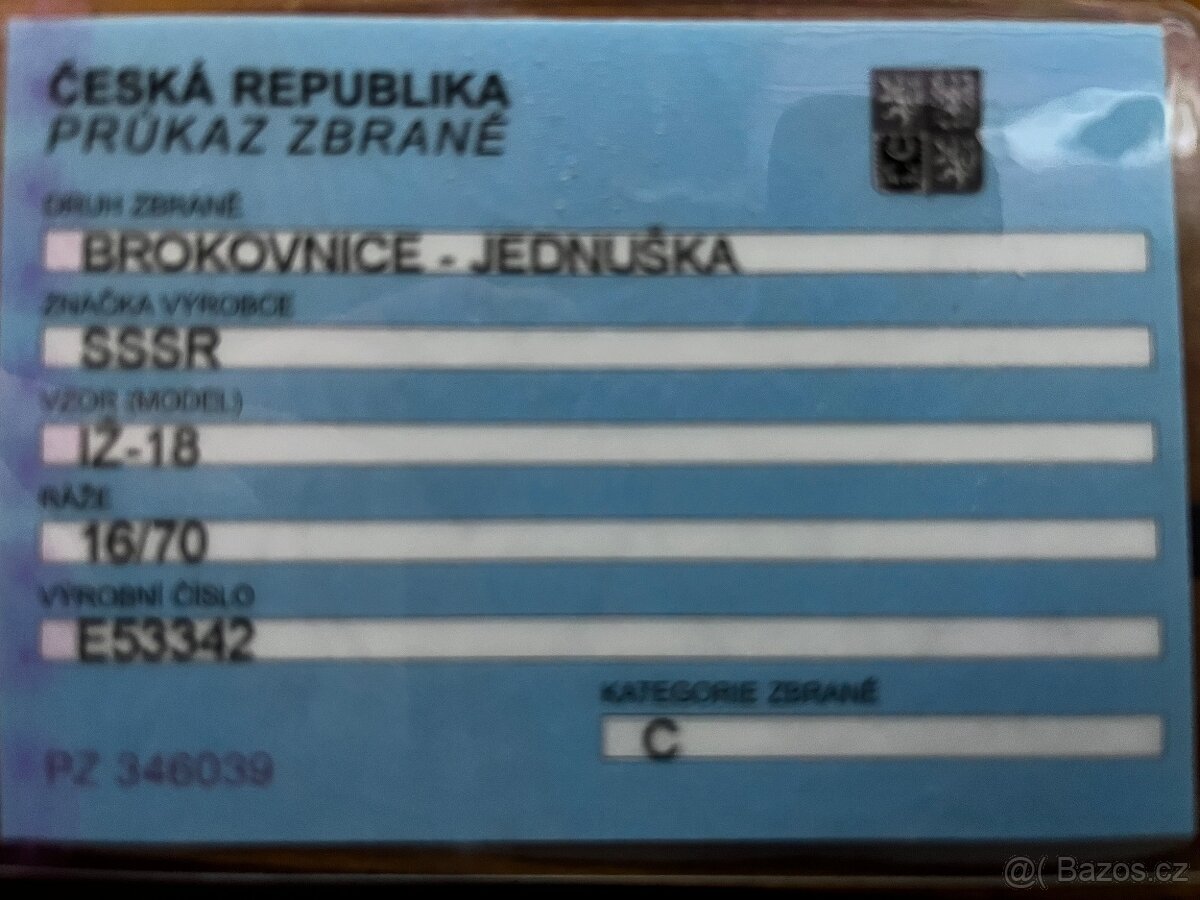 ČESKÁ REPUBLIKA
PRŮKAZ ZBRANĚ
DRUH ZBRANĚ
BROKOVNICE - JEDNUŠKA
ZNAČKA VÝROBCE
SSSR
VZOR (MODEL)
IŽ-18
RÁŽE
16/70
VÝROBNÍ ČÍSLO
E53342
KATEGORIE ZBRANĚ
C
PZ 346039
@( Bazos.cz